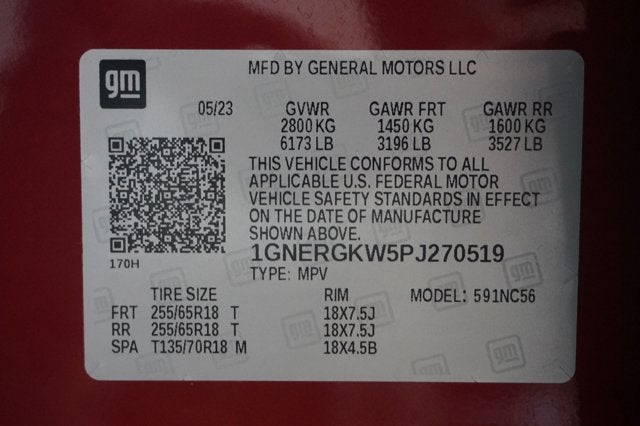 gm
MFD BY GENERAL MOTORS LLC
05/23 GVWR GAWR FRT GAWR RR
2800 KG 1450 KG 1600 KG
6173 LB 3196 LB 3527 LB
THIS VEHICLE CONFORMS TO ALL
APPLICABLE U.S. FEDERAL MOTOR
VEHICLE SAFETY STANDARDS IN EFFECT
ON THE DATE OF MANUFACTURE
SHOWN ABOVE.
170H
1GNERGKW5PJ270519
TYPE: MPV
TIRE SIZE RIM MODEL: 591NC56
FRT 255/65R18 T 18X7.5J
RR 255/65R18 T 18X7.5J
SPA T135/70R18 M 18X4.5B